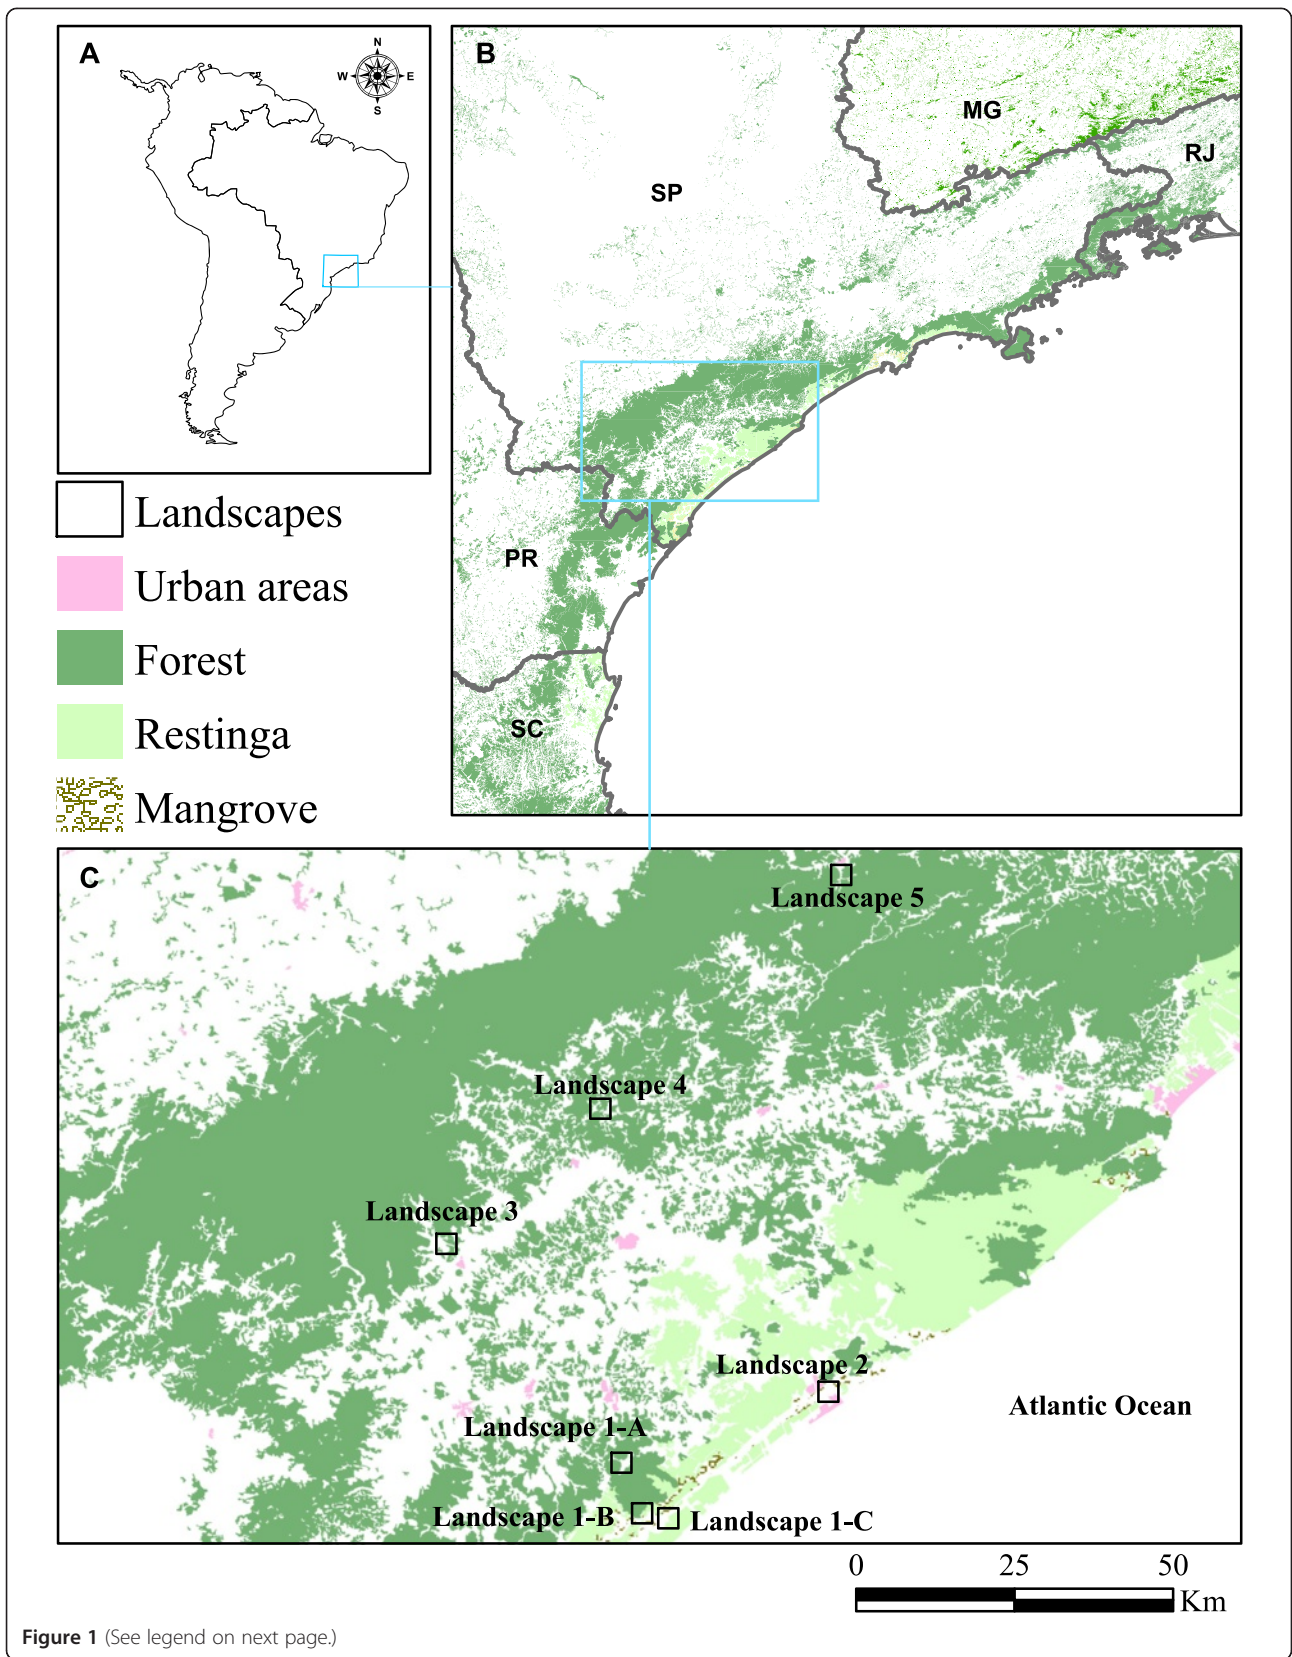 A
N
W E
S
B
MG
RJ
SP
PR
SC
Landscapes
Urban areas
Forest
Restinga
Mangrove
C
Landscape 5
Landscape 4
Landscape 3
Landscape 2
Atlantic Ocean
Landscape 1-A
Landscape 1-B
Landscape 1-C
0 25 50
Km
Figure 1 (See legend on next page.)